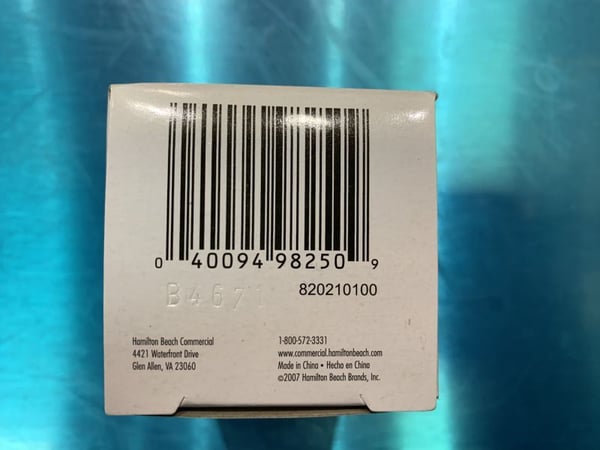 0 40094 98250 9
B4671 820210100
Hamilton Beach Commercial
4421 Waterfront Drive
Glen Allen, VA 23060
1-800-572-3331
www.commercial.hamiltonbeach.com
Made in China • Hecho en China
©2007 Hamilton Beach Brands, Inc.